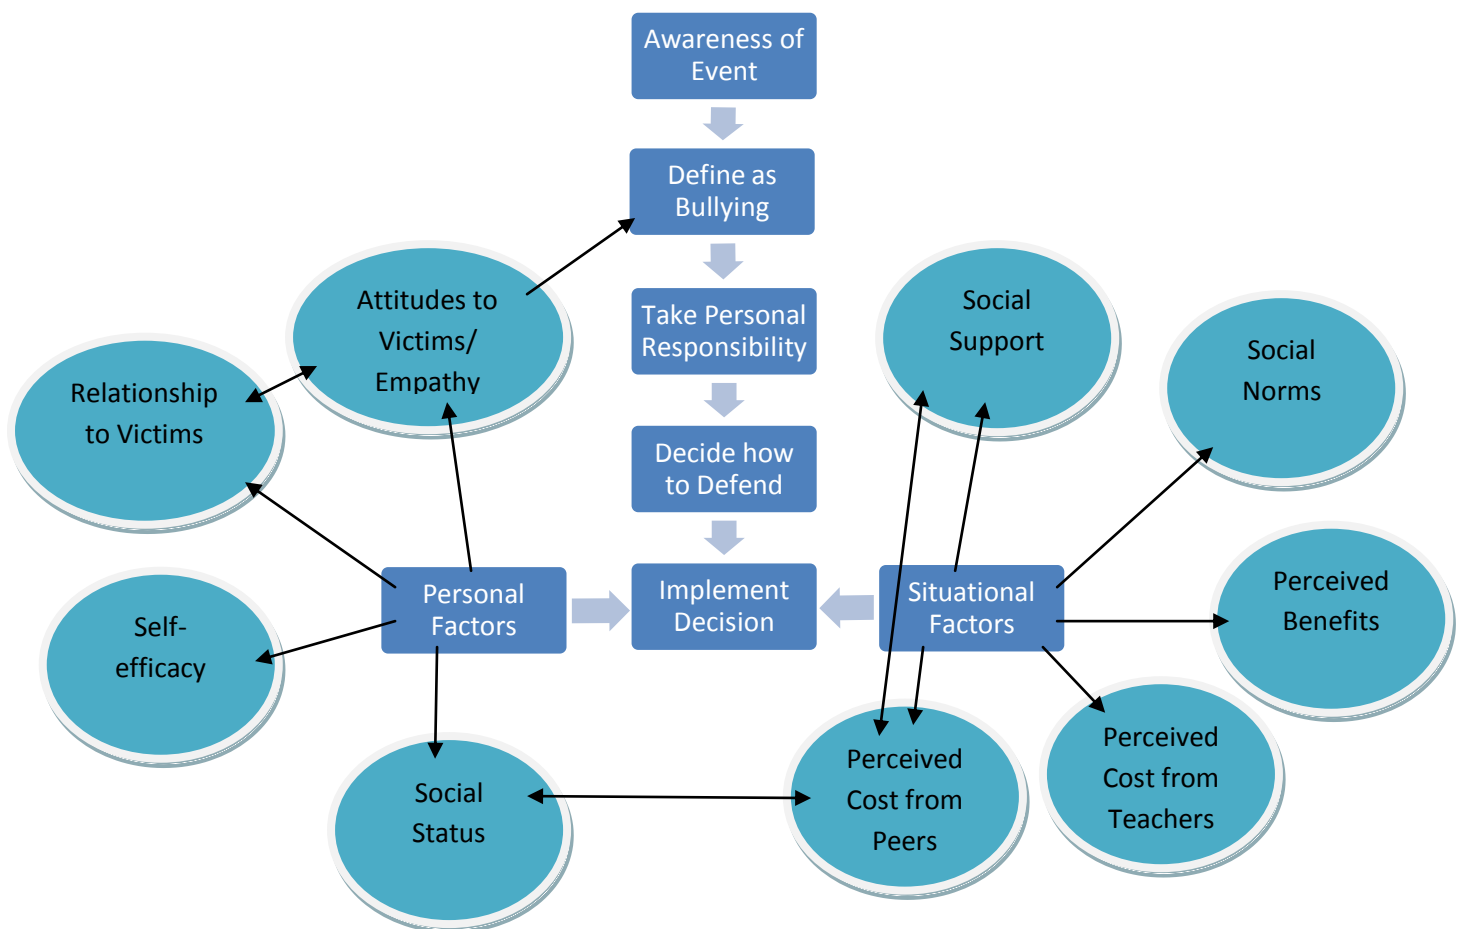 Awareness of
Event
Define as
Bullying
Attitudes to
Victims/
Empathy
Take Personal
Responsibility
Social
Support
Social
Norms
Relationship
to Victims
Decide how
to Defend
Personal
Factors
Implement
Decision
Situational
Factors
Perceived
Benefits
Self-
efficacy
Social
Status
Perceived
Cost from
Peers
Perceived
Cost from
Teachers